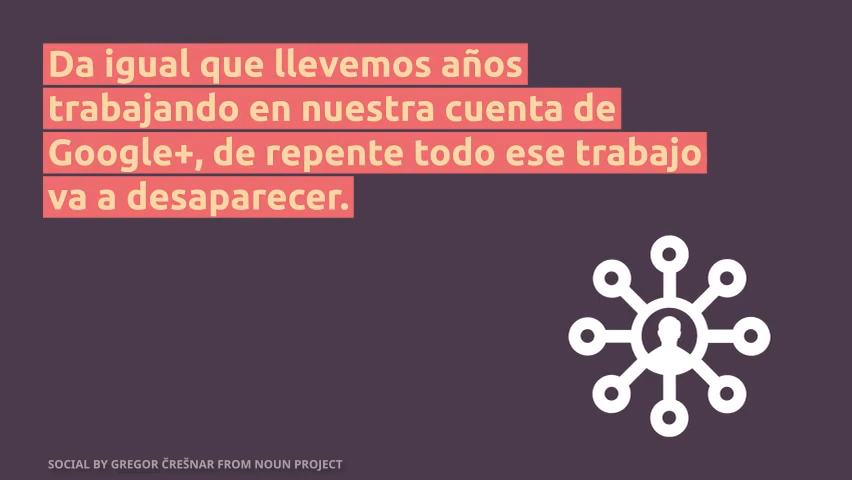 Da igual que llevemos años
trabajando en nuestra cuenta de
Google+, de repente todo ese trabajo
va a desaparecer.
SOCIAL BY GREGOR ČREŠNAR FROM NOUN PROJECT